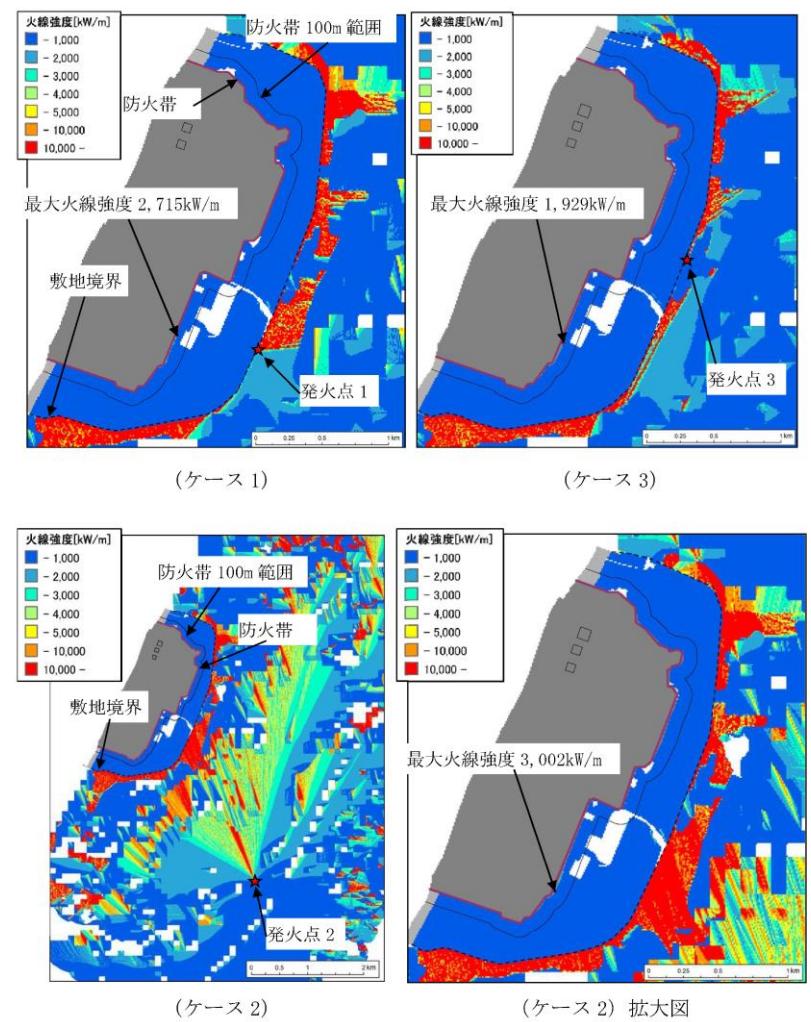 火線強度[kW/m]
- 1,000
- 2,000
- 3,000
- 4,000
- 5,000
- 10,000
10,000 -
防火帯 100m 範囲
防火帯
最大火線強度 2,715kW/m
敷地境界
発火点 1
0 0.25 0.5 1 km
(ケース 1)
火線強度[kW/m]
- 1,000
- 2,000
- 3,000
- 4,000
- 5,000
- 10,000
10,000 -
最大火線強度 1,929kW/m
発火点 3
0 0.25 0.5 1 km
(ケース 3)
火線強度[kW/m]
- 1,000
- 2,000
- 3,000
- 4,000
- 5,000
- 10,000
10,000 -
防火帯 100m 範囲
防火帯
敷地境界
発火点 2
0 0.5 1 2 km
(ケース 2)
火線強度[kW/m]
- 1,000
- 2,000
- 3,000
- 4,000
- 5,000
- 10,000
10,000 -
最大火線強度 3,002kW/m
0 0.25 0.5 1 km
(ケース 2) 拡大図